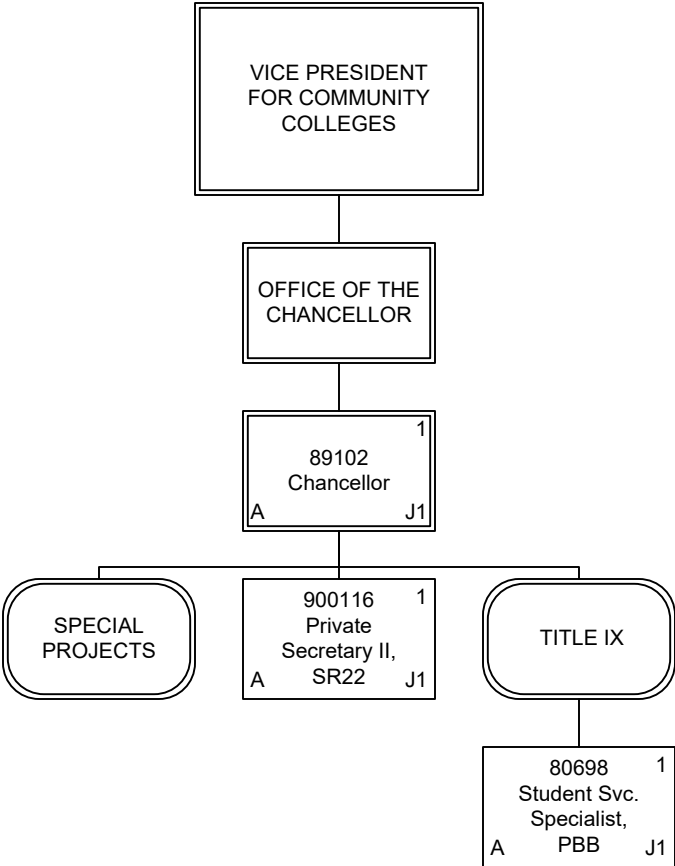 VICE PRESIDENT
FOR COMMUNITY
COLLEGES
OFFICE OF THE
CHANCELLOR
1
89102
Chancellor
A J1
SPECIAL
PROJECTS
900116 1
Private
Secretary II,
SR22
A J1
TITLE IX
80698 1
Student Svc.
Specialist,
PBB
A J1